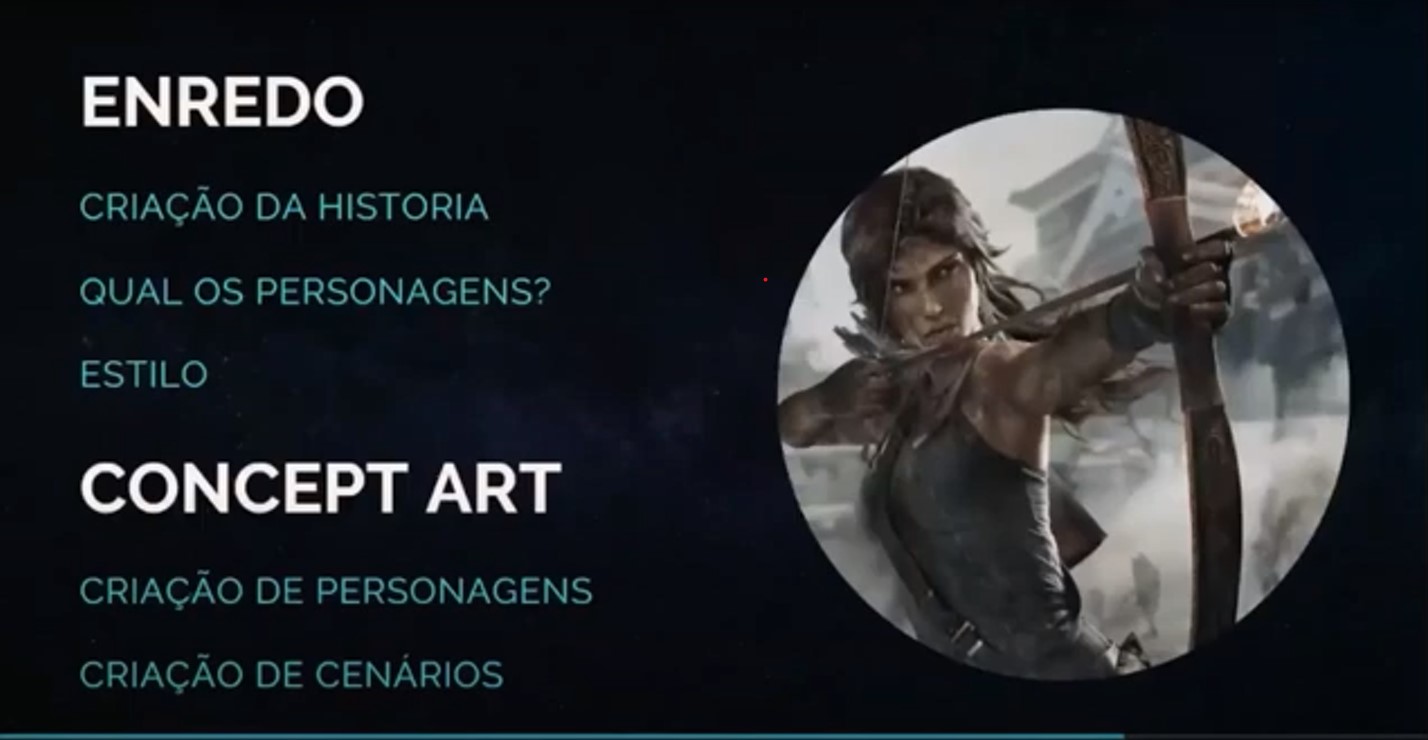 ENREDO
CRIAÇÃO DA HISTORIA
QUAL OS PERSONAGENS?
ESTILO
CONCEPT ART
CRIAÇÃO DE PERSONAGENS
CRIAÇÃO DE CENÁRIOS